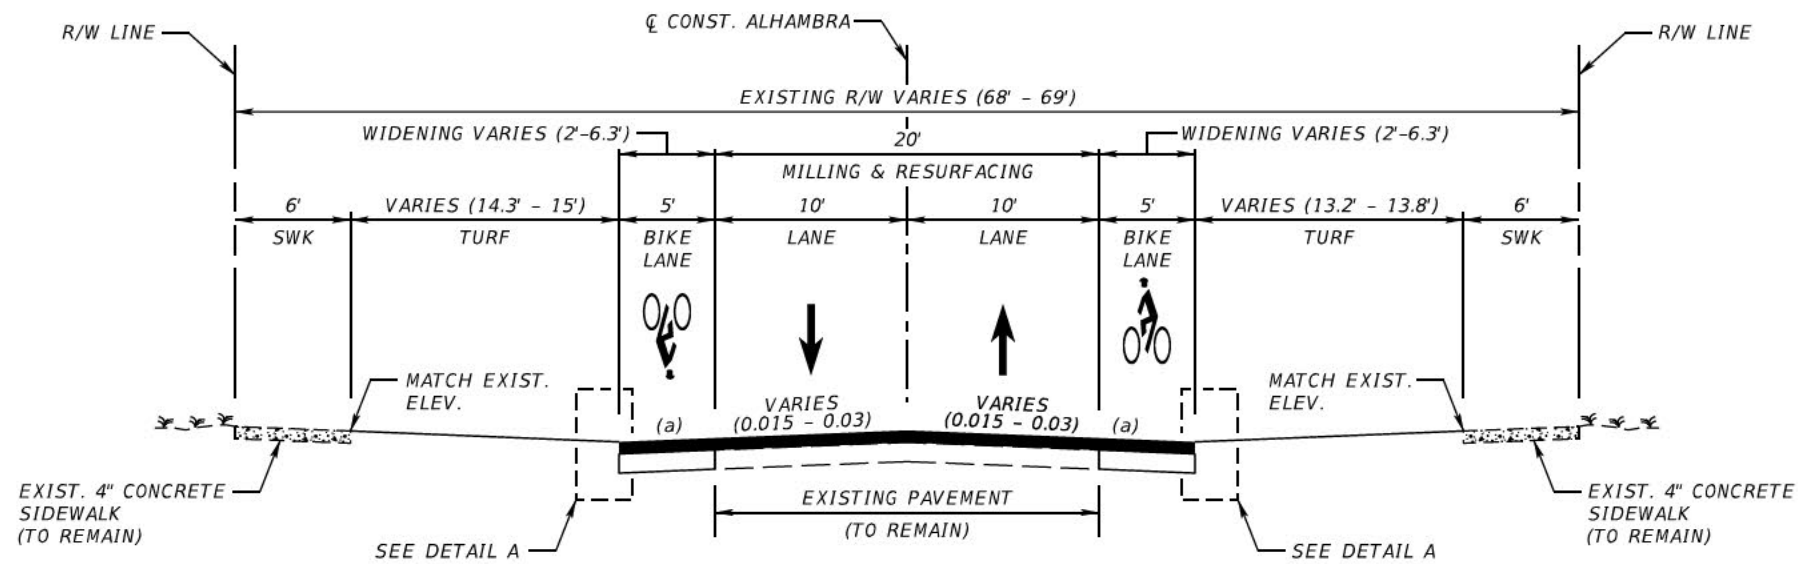 ℄ CONST. ALHAMBRA
R/W LINE
R/W LINE
EXISTING R/W VARIES (68' – 69')
WIDENING VARIES (2'–6.3')
20'
WIDENING VARIES (2'–6.3')
MILLING & RESURFACING
6'
VARIES (14.3' – 15')
5'
10'
10'
5'
VARIES (13.2' – 13.8')
6'
SWK
TURF
BIKE
LANE
LANE
LANE
BIKE
LANE
TURF
SWK
MATCH EXIST.
ELEV.
MATCH EXIST.
ELEV.
(a)
VARIES
(0.015 – 0.03)
VARIES
(0.015 – 0.03)
(a)
EXIST. 4" CONCRETE
SIDEWALK
(TO REMAIN)
EXISTING PAVEMENT
(TO REMAIN)
EXIST. 4" CONCRETE
SIDEWALK
(TO REMAIN)
SEE DETAIL A
SEE DETAIL A